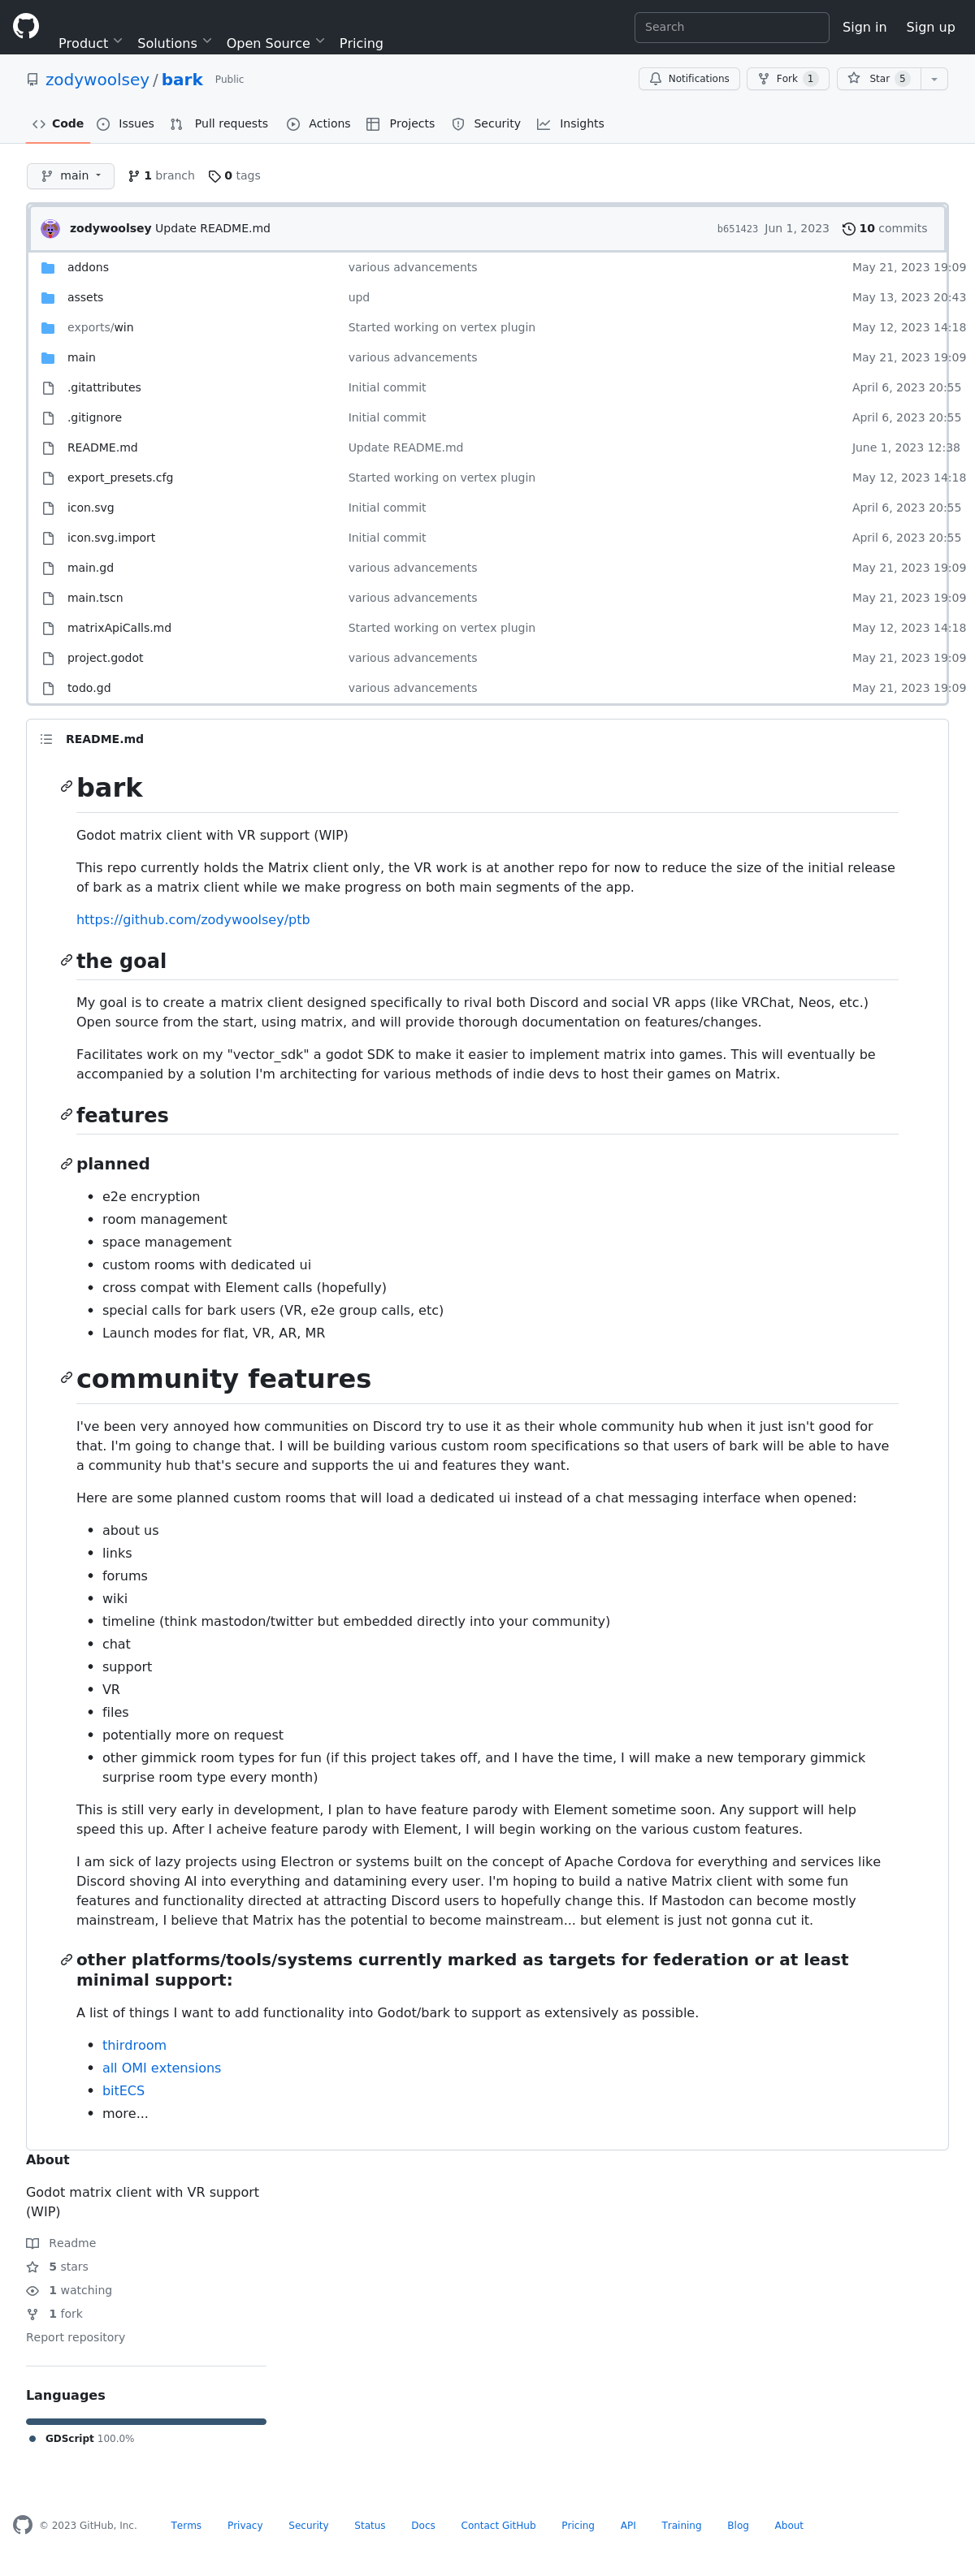 Product Solutions Open Source Pricing Search Sign in Sign up
zodywoolsey / bark Public Notifications Fork 1 Star 5
Code Issues Pull requests Actions Projects Security Insights
main 1 branch 0 tags
zodywoolsey Update README.md b651423 Jun 1, 2023 10 commits
addons various advancements May 21, 2023 19:09
assets upd May 13, 2023 20:43
exports/win Started working on vertex plugin May 12, 2023 14:18
main various advancements May 21, 2023 19:09
.gitattributes Initial commit April 6, 2023 20:55
.gitignore Initial commit April 6, 2023 20:55
README.md Update README.md June 1, 2023 12:38
export_presets.cfg Started working on vertex plugin May 12, 2023 14:18
icon.svg Initial commit April 6, 2023 20:55
icon.svg.import Initial commit April 6, 2023 20:55
main.gd various advancements May 21, 2023 19:09
main.tscn various advancements May 21, 2023 19:09
matrixApiCalls.md Started working on vertex plugin May 12, 2023 14:18
project.godot various advancements May 21, 2023 19:09
todo.gd various advancements May 21, 2023 19:09
README.md
bark
Godot matrix client with VR support (WIP)
This repo currently holds the Matrix client only, the VR work is at another repo for now to reduce the size of the initial release
of bark as a matrix client while we make progress on both main segments of the app.
https://github.com/zodywoolsey/ptb
the goal
My goal is to create a matrix client designed specifically to rival both Discord and social VR apps (like VRChat, Neos, etc.)
Open source from the start, using matrix, and will provide thorough documentation on features/changes.
Facilitates work on my "vector_sdk" a godot SDK to make it easier to implement matrix into games. This will eventually be
accompanied by a solution I'm architecting for various methods of indie devs to host their games on Matrix.
features
planned
• e2e encryption
• room management
• space management
• custom rooms with dedicated ui
• cross compat with Element calls (hopefully)
• special calls for bark users (VR, e2e group calls, etc)
• Launch modes for flat, VR, AR, MR
community features
I've been very annoyed how communities on Discord try to use it as their whole community hub when it just isn't good for
that. I'm going to change that. I will be building various custom room specifications so that users of bark will be able to have
a community hub that's secure and supports the ui and features they want.
Here are some planned custom rooms that will load a dedicated ui instead of a chat messaging interface when opened:
• about us
• links
• forums
• wiki
• timeline (think mastodon/twitter but embedded directly into your community)
• chat
• support
• VR
• files
• potentially more on request
• other gimmick room types for fun (if this project takes off, and I have the time, I will make a new temporary gimmick
surprise room type every month)
This is still very early in development, I plan to have feature parody with Element sometime soon. Any support will help
speed this up. After I acheive feature parody with Element, I will begin working on the various custom features.
I am sick of lazy projects using Electron or systems built on the concept of Apache Cordova for everything and services like
Discord shoving AI into everything and datamining every user. I'm hoping to build a native Matrix client with some fun
features and functionality directed at attracting Discord users to hopefully change this. If Mastodon can become mostly
mainstream, I believe that Matrix has the potential to become mainstream... but element is just not gonna cut it.
other platforms/tools/systems currently marked as targets for federation or at least
minimal support:
A list of things I want to add functionality into Godot/bark to support as extensively as possible.
• thirdroom
• all OMI extensions
• bitECS
• more...
About
Godot matrix client with VR support
(WIP)
Readme
5 stars
1 watching
1 fork
Report repository
Languages
GDScript 100.0%
© 2023 GitHub, Inc. Terms Privacy Security Status Docs Contact GitHub Pricing API Training Blog About